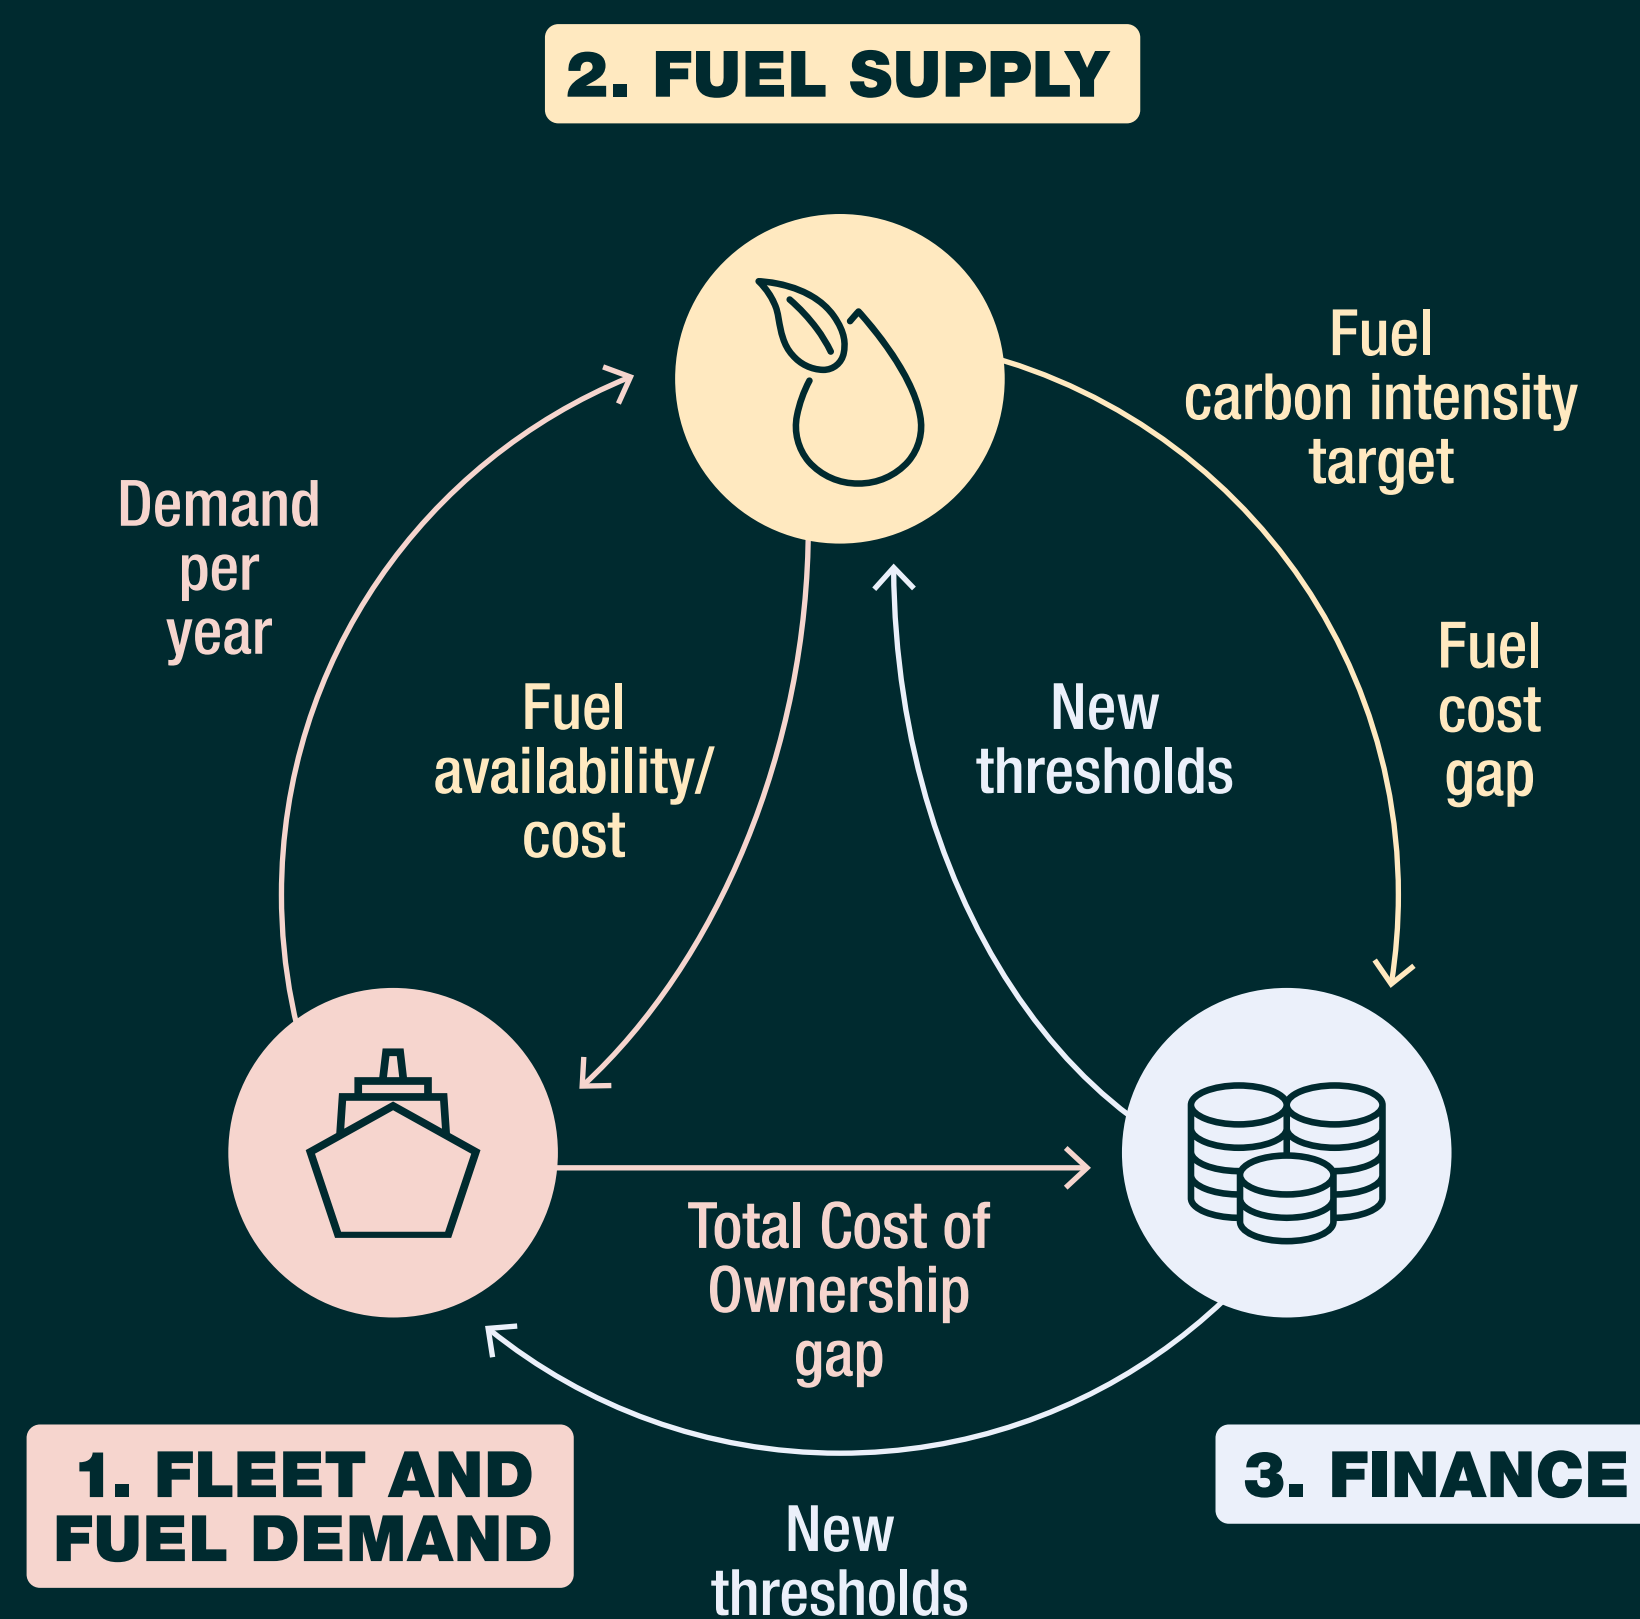 2. FUEL SUPPLY
Fuel
carbon intensity
target
Demand
per
year
Fuel
cost
gap
Fuel
availability/
cost
New
thresholds
Total Cost of
Ownership
gap
1. FLEET AND
FUEL DEMAND
3. FINANCE
New
thresholds